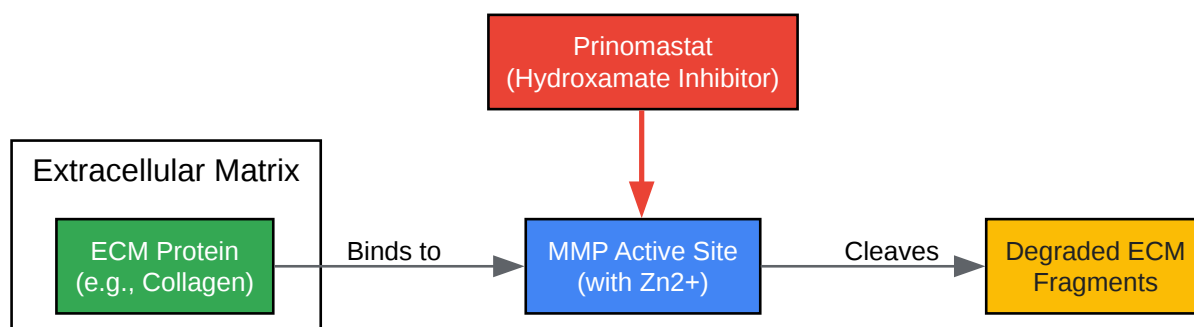 Prinomastat
(Hydroxamate Inhibitor)
Extracellular Matrix
ECM Protein
(e.g., Collagen)
Binds to
MMP Active Site
(with Zn2+)
Cleaves
Degraded ECM
Fragments